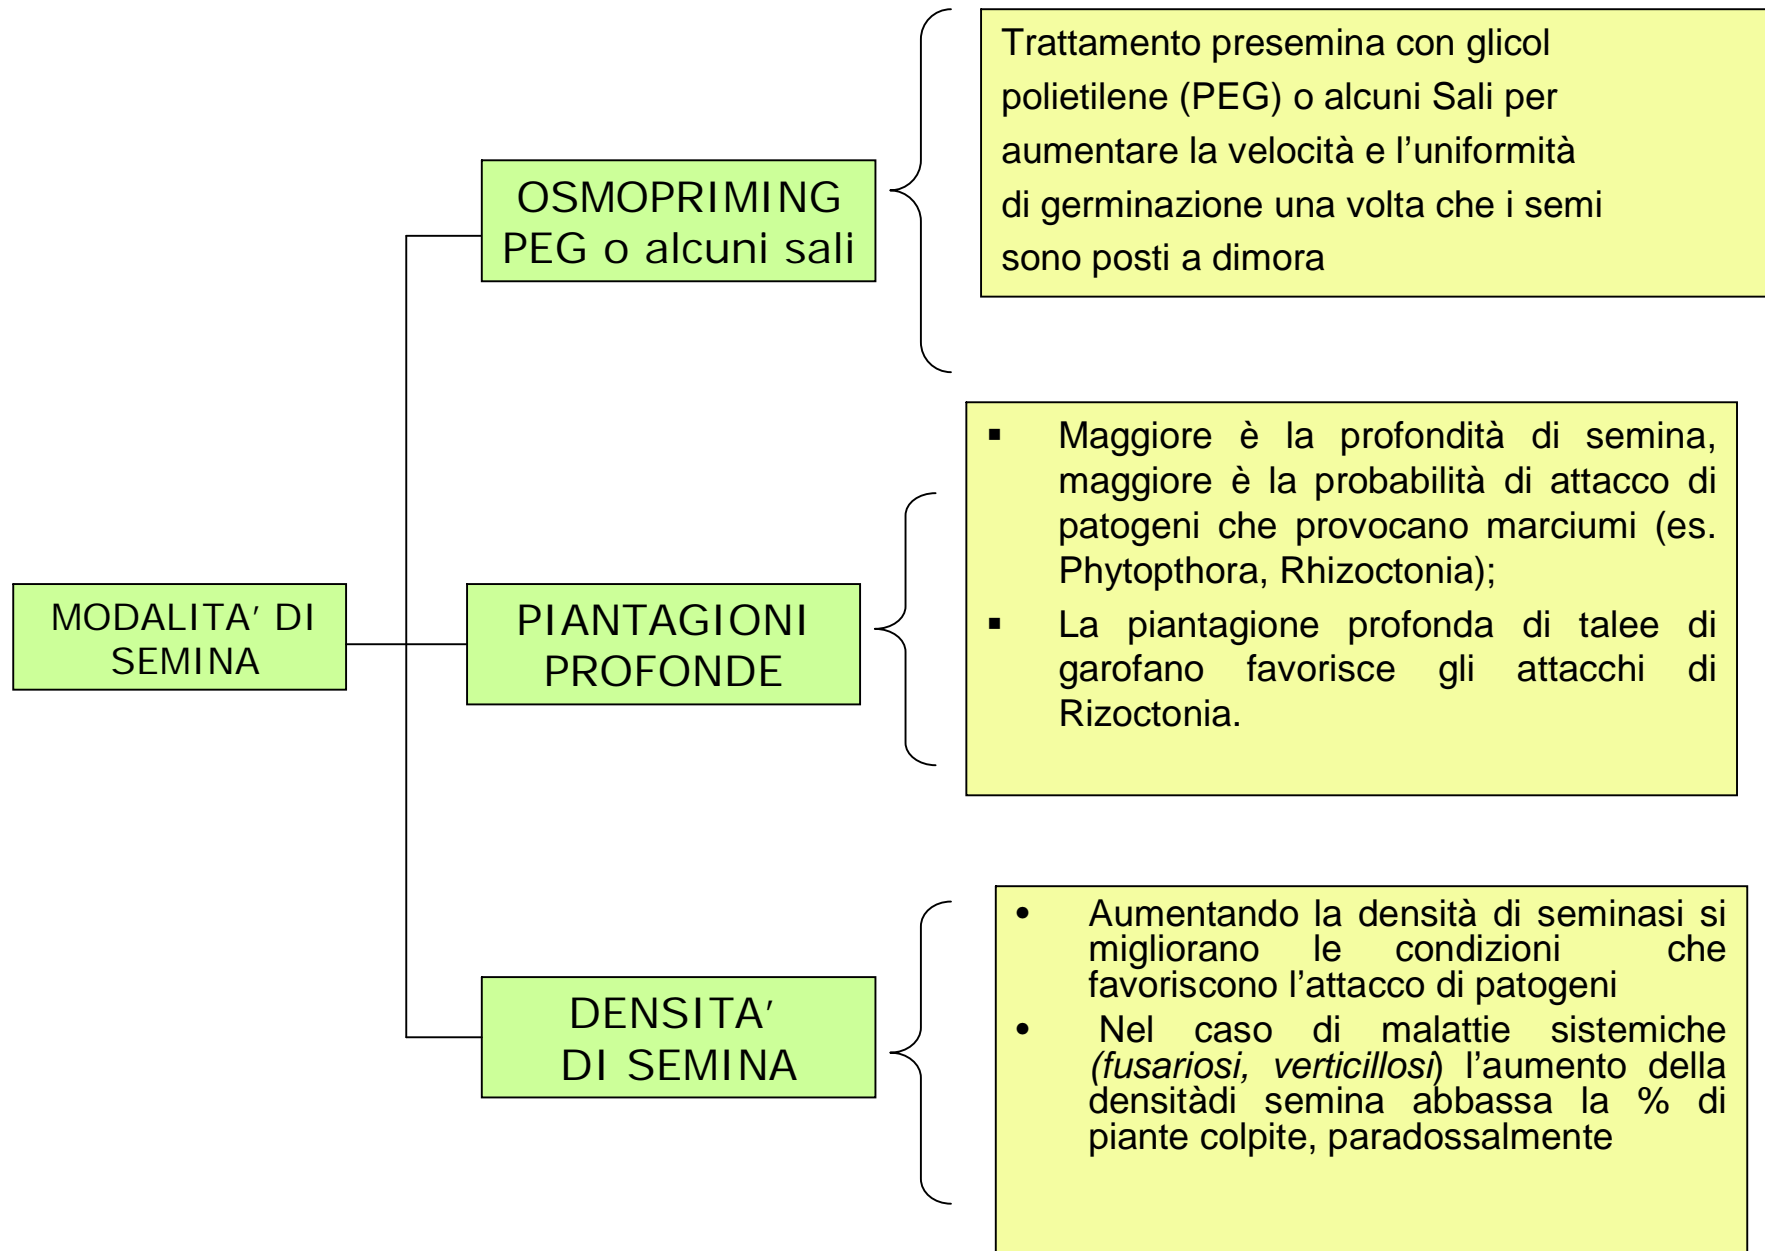 MODALITA’ DI
SEMINA
OSMOPRIMING
PEG o alcuni sali
Trattamento presemina con glicol
polietilene (PEG) o alcuni Sali per
aumentare la velocità e l’uniformità
di germinazione una volta che i semi
sono posti a dimora
PIANTAGIONI
PROFONDE
▪ Maggiore è la profondità di semina,
maggiore è la probabilità di attacco di
patogeni che provocano marciumi (es.
Phytopthora, Rhizoctonia);
▪ La piantagione profonda di talee di
garofano favorisce gli attacchi di
Rizoctonia.
DENSITA’
DI SEMINA
• Aumentando la densità di seminasi si
migliorano le condizioni che
favoriscono l’attacco di patogeni
• Nel caso di malattie sistemiche
(fusariosi, verticillosi) l’aumento della
densitàdi semina abbassa la % di
piante colpite, paradossalmente